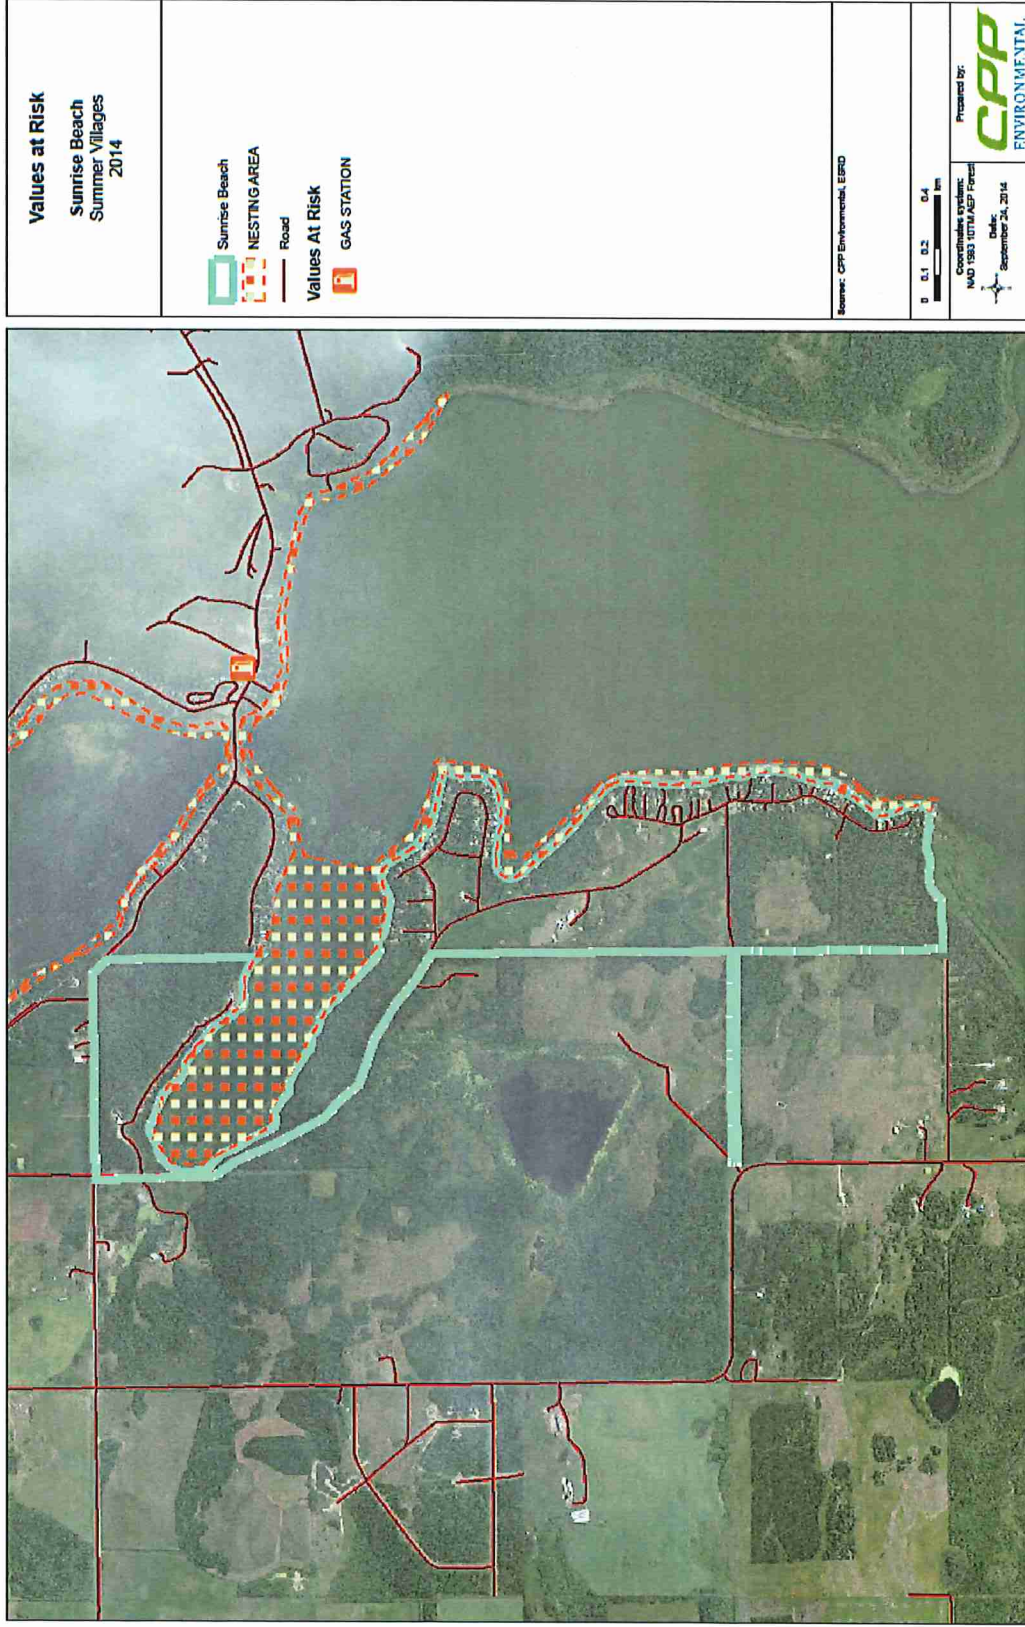 Values at Risk
Sunrise Beach
Summer Villages
2014
Sunrise Beach
NESTING AREA
Road
Values At Risk
GAS STATION
Source: CPP Environmental, ESRD
0 0.1 0.2 0.4
km
Coordinates system:
NAD 1983 10TM AEP Forest
Date:
September 24, 2014
Prepared by:
CPP
ENVIRONMENTAL